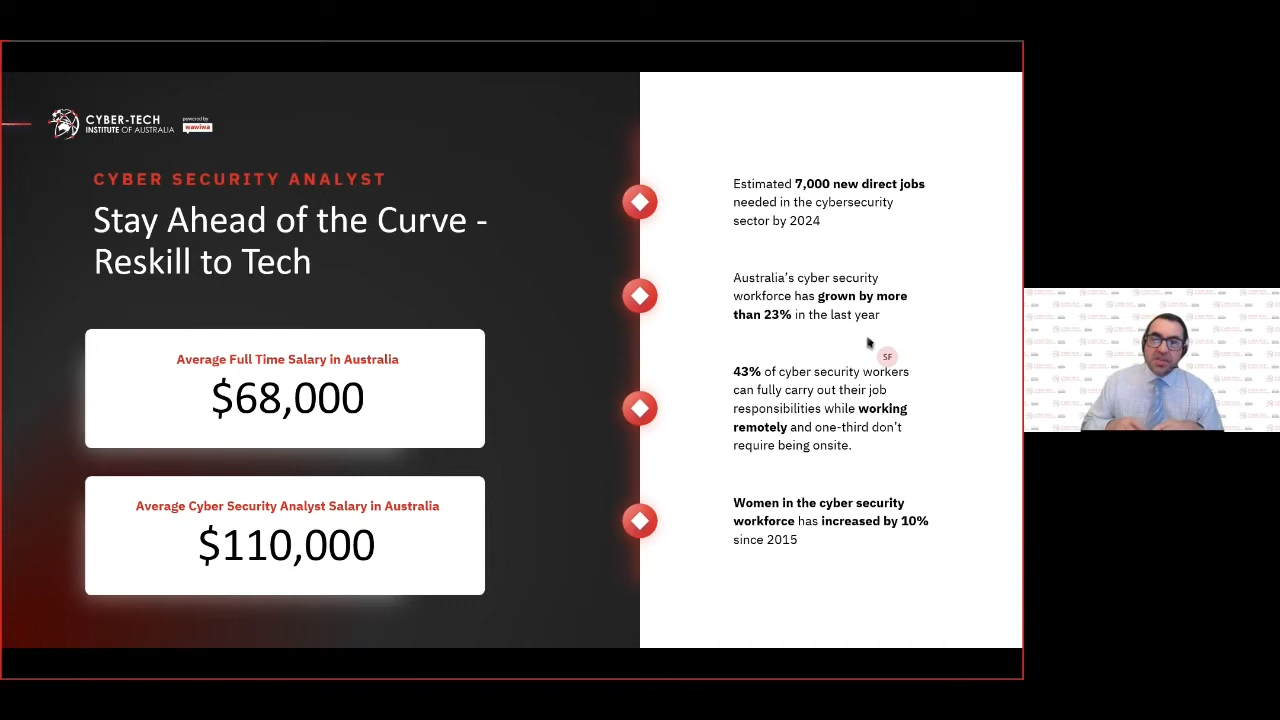 CYBER-TECH
INSTITUTE OF AUSTRALIA
powered by
wawiwa
CYBER SECURITY ANALYST
Stay Ahead of the Curve -
Reskill to Tech
Average Full Time Salary in Australia
$68,000
Average Cyber Security Analyst Salary in Australia
$110,000
Estimated 7,000 new direct jobs
needed in the cybersecurity
sector by 2024
Australia’s cyber security
workforce has grown by more
than 23% in the last year
SF
43% of cyber security workers
can fully carry out their job
responsibilities while working
remotely and one-third don’t
require being onsite.
Women in the cyber security
workforce has increased by 10%
since 2015